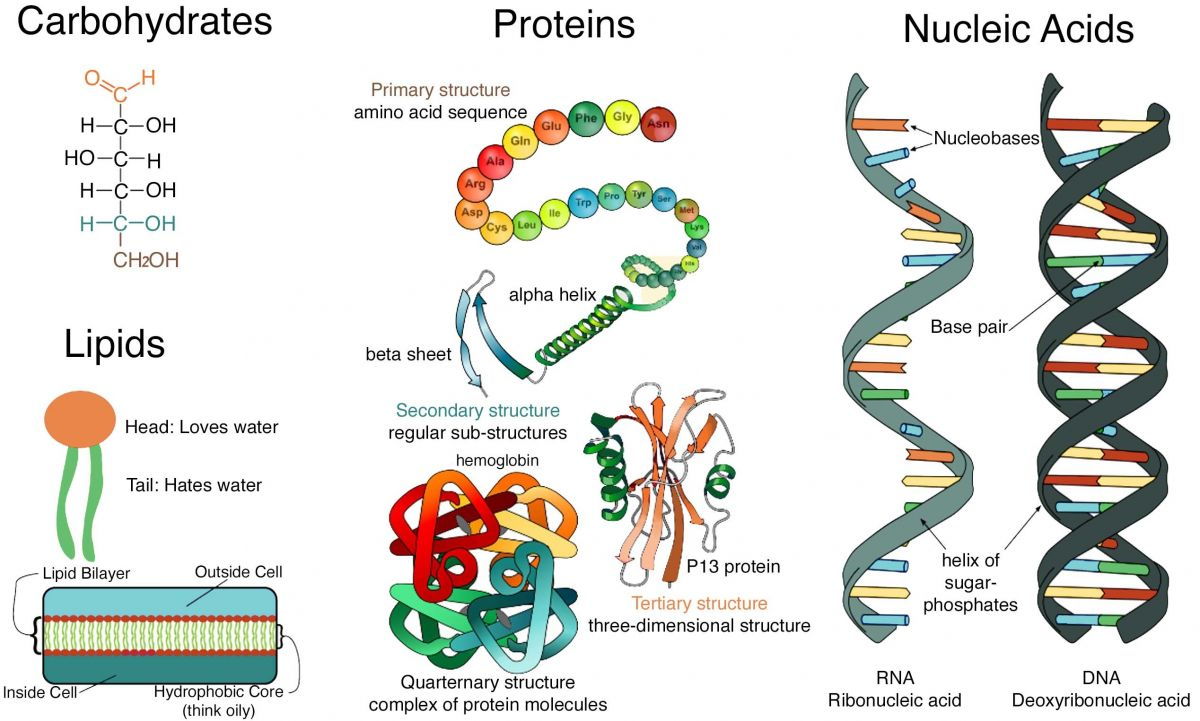 Carbohydrates
O
H
C
H–C–OH
HO–C–H
H–C–OH
H–C–OH
CH2OH
Lipids
Head: Loves water
Tail: Hates water
Lipid Bilayer
Outside Cell
Inside Cell
Hydrophobic Core
(think oily)
Proteins
Primary structure
amino acid sequence
Asn
Gly
Phe
Glu
Gln
Ala
Arg
Asp
Cys
Leu
Ile
Trp
Pro
Tyr
Ser
Met
Lys
Val
His
alpha helix
beta sheet
Secondary structure
regular sub-structures
hemoglobin
P13 protein
Tertiary structure
three-dimensional structure
Quarternary structure
complex of protein molecules
Nucleic Acids
Nucleobases
Base pair
helix of
sugar-
phosphates
RNA
Ribonucleic acid
DNA
Deoxyribonucleic acid